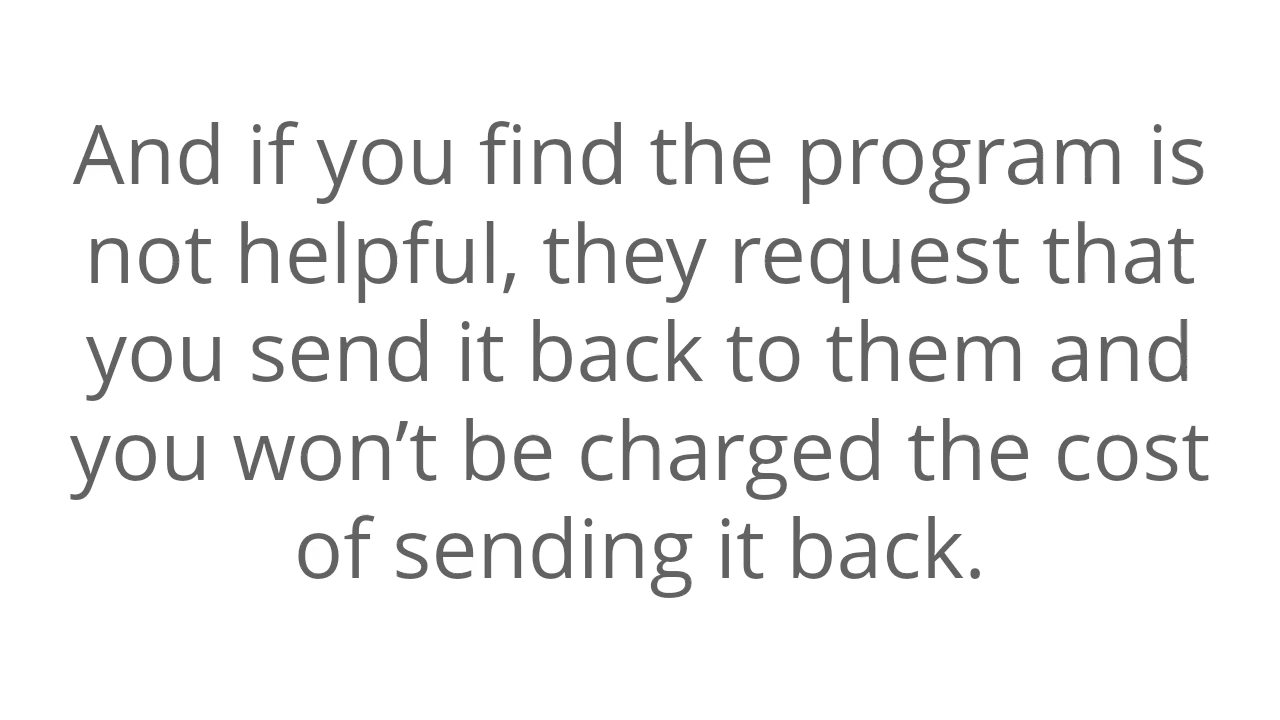 And if you find the program is
not helpful, they request that
you send it back to them and
you won’t be charged the cost
of sending it back.